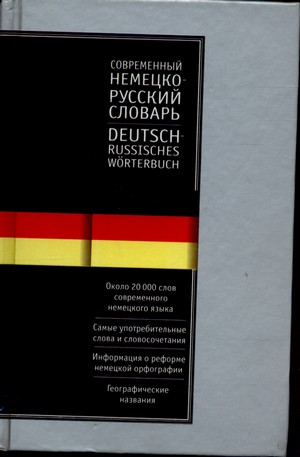 СОВРЕМЕННЫЙ
НЕМЕЦКО-
РУССКИЙ
СЛОВАРЬ
DEUTSCH-
RUSSISCHES
WÖRTERBUCH
Около 20 000 слов
современного
немецкого языка
Самые употребительные
слова и словосочетания
Информация о реформе
немецкой орфографии
Географические
названия